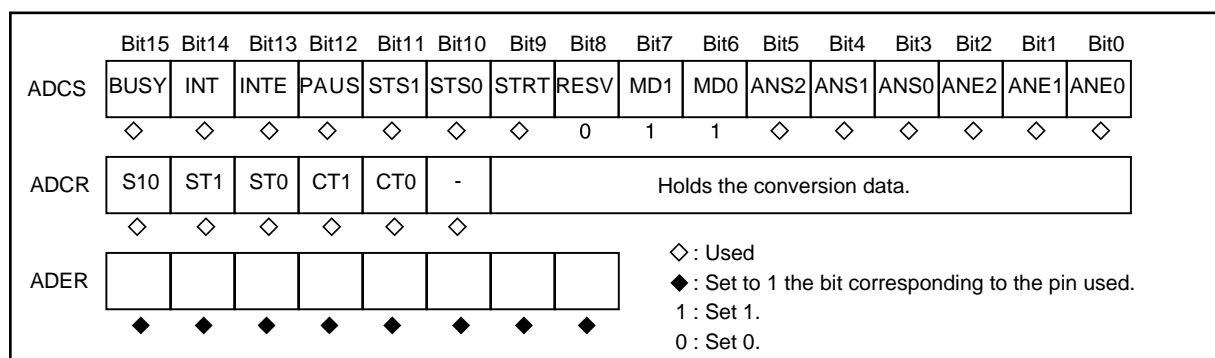 Bit15 Bit14 Bit13 Bit12 Bit11 Bit10 Bit9 Bit8 Bit7 Bit6 Bit5 Bit4 Bit3 Bit2 Bit1 Bit0
ADCS BUSY INT INTE PAUS STS1 STS0 STRT RESV MD1 MD0 ANS2 ANS1 ANS0 ANE2 ANE1 ANE0
◇ ◇ ◇ ◇ ◇ ◇ ◇ 0 1 1 ◇ ◇ ◇ ◇ ◇ ◇
ADCR S10 ST1 ST0 CT1 CT0 - Holds the conversion data.
◇ ◇ ◇ ◇ ◇ ◇
ADER
◆ ◆ ◆ ◆ ◆ ◆ ◆ ◆
◇ : Used
◆ : Set to 1 the bit corresponding to the pin used.
1 : Set 1.
0 : Set 0.